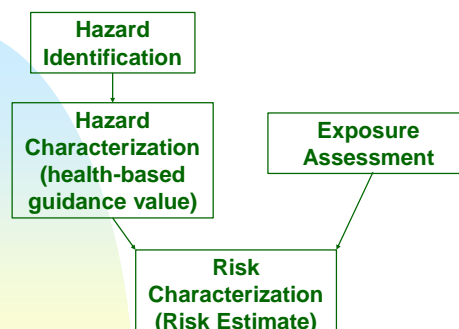 Hazard
Identification
Hazard
Characterization
(health-based
guidance value)
Exposure
Assessment
Risk
Characterization
(Risk Estimate)